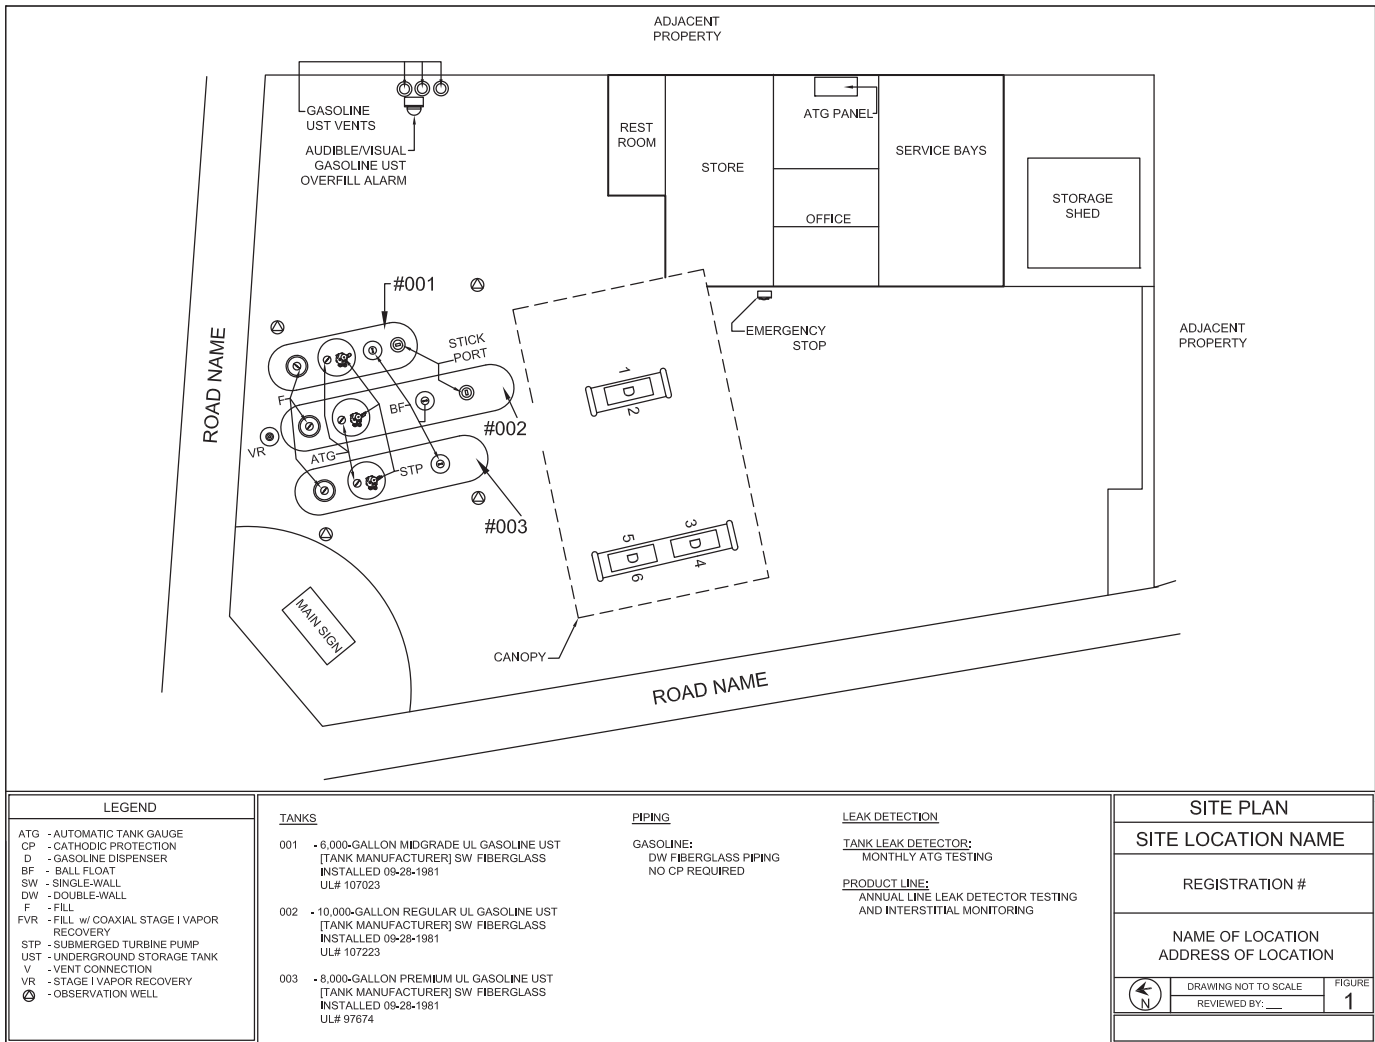 ADJACENT
PROPERTY
GASOLINE
UST VENTS
AUDIBLE/VISUAL
GASOLINE UST
OVERFILL ALARM
REST
ROOM
STORE
ATG PANEL
OFFICE
SERVICE BAYS
STORAGE
SHED
ADJACENT
PROPERTY
EMERGENCY
STOP
ROAD NAME
#001
STICK
PORT
F
BF
#002
VR
ATG
STP
#003
1
D
2
3
D
4
5
D
6
MAIN SIGN
CANOPY
ROAD NAME
LEGEND
ATG - AUTOMATIC TANK GAUGE
CP - CATHODIC PROTECTION
D - GASOLINE DISPENSER
BF - BALL FLOAT
SW - SINGLE-WALL
DW - DOUBLE-WALL
F - FILL
FVR - FILL w/ COAXIAL STAGE I VAPOR
RECOVERY
STP - SUBMERGED TURBINE PUMP
UST - UNDERGROUND STORAGE TANK
V - VENT CONNECTION
VR - STAGE I VAPOR RECOVERY
- OBSERVATION WELL
TANKS
001 - 6,000-GALLON MIDGRADE UL GASOLINE UST
[TANK MANUFACTURER] SW FIBERGLASS
INSTALLED 09-28-1981
UL# 107023
002 - 10,000-GALLON REGULAR UL GASOLINE UST
[TANK MANUFACTURER] SW FIBERGLASS
INSTALLED 09-28-1981
UL# 107223
003 - 8,000-GALLON PREMIUM UL GASOLINE UST
[TANK MANUFACTURER] SW FIBERGLASS
INSTALLED 09-28-1981
UL# 97674
PIPING
GASOLINE:
DW FIBERGLASS PIPING
NO CP REQUIRED
LEAK DETECTION
TANK LEAK DETECTOR:
MONTHLY ATG TESTING
PRODUCT LINE:
ANNUAL LINE LEAK DETECTOR TESTING
AND INTERSTITIAL MONITORING
SITE PLAN
SITE LOCATION NAME
REGISTRATION #
NAME OF LOCATION
ADDRESS OF LOCATION
N
DRAWING NOT TO SCALE
REVIEWED BY: ___
FIGURE
1